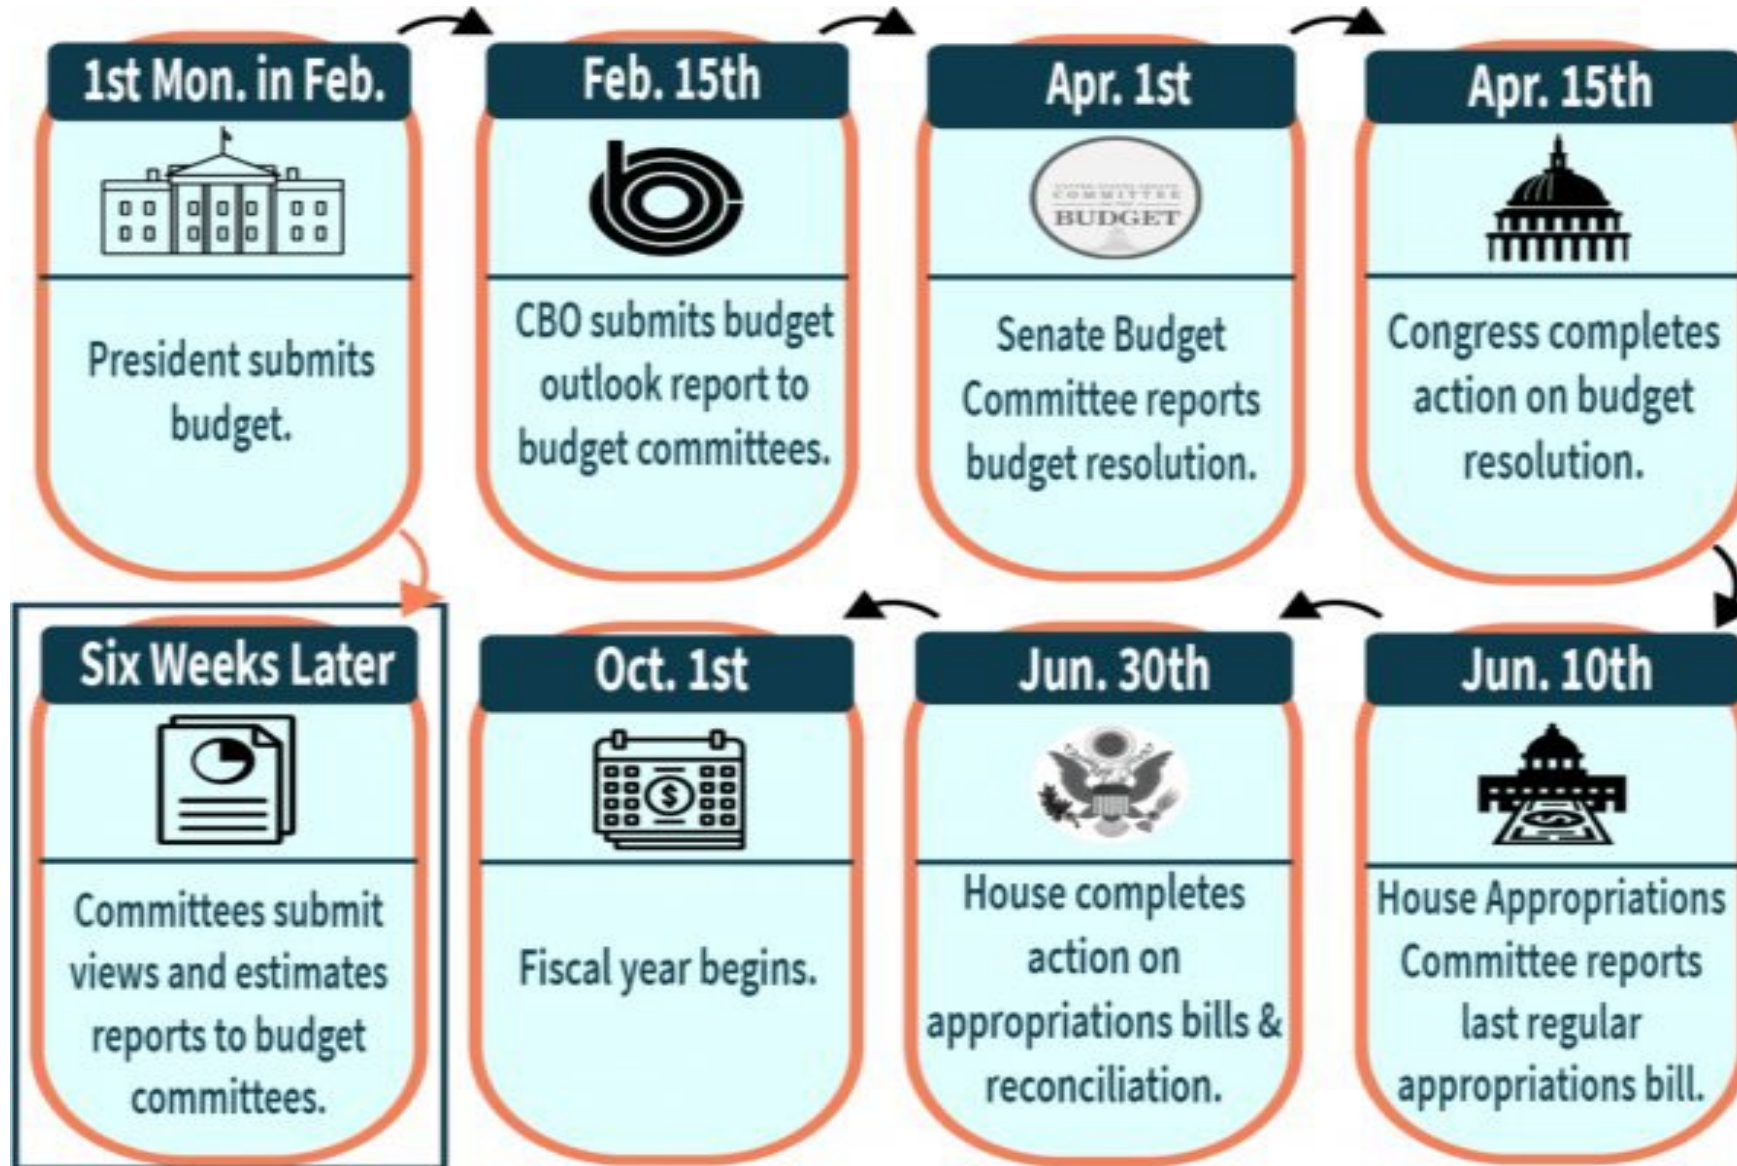 1st Mon. in Feb.
President submits
budget.
Feb. 15th
CBO submits budget
outlook report to
budget committees.
Apr. 1st
COMMITTEE
BUDGET
Senate Budget
Committee reports
budget resolution.
Apr. 15th
Congress completes
action on budget
resolution.
Six Weeks Later
Committees submit
views and estimates
reports to budget
committees.
Oct. 1st
$
Fiscal year begins.
Jun. 30th
House completes
action on
appropriations bills &
reconciliation.
Jun. 10th
House Appropriations
Committee reports
last regular
appropriations bill.